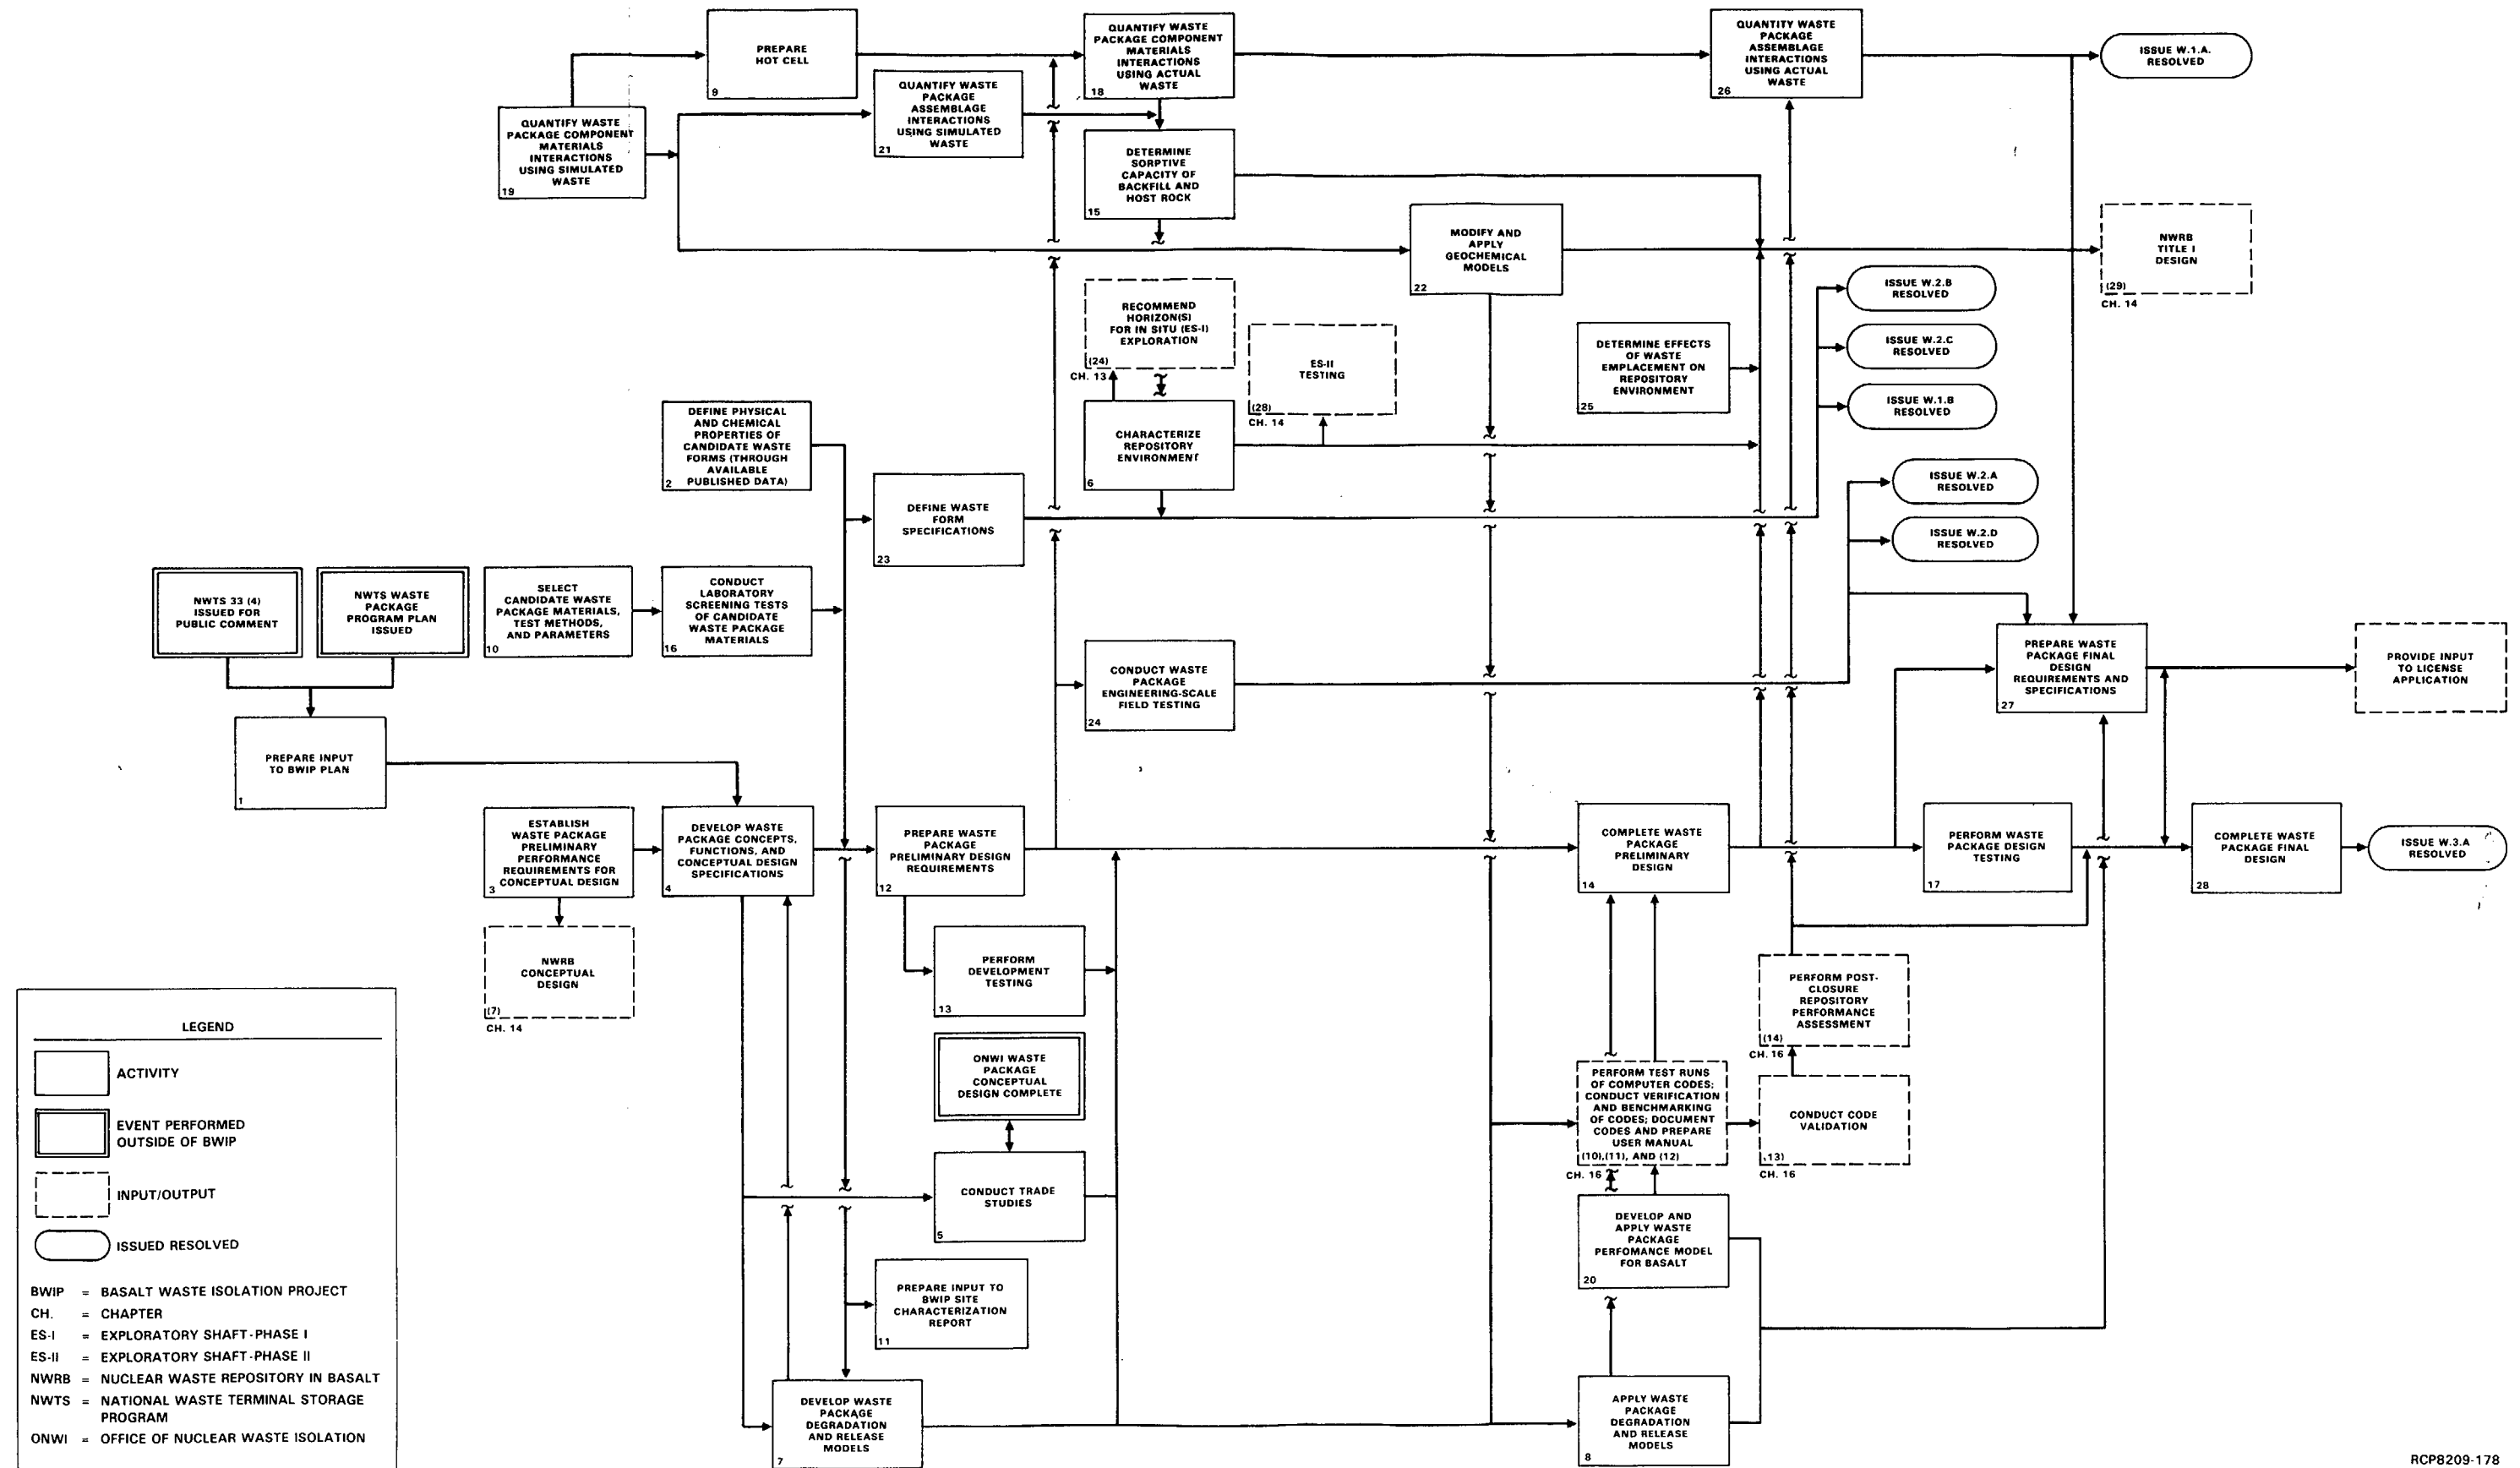 PREPARE
HOT CELL
9
QUANTIFY WASTE
PACKAGE COMPONENT
MATERIALS
INTERACTIONS
USING ACTUAL
WASTE
18
QUANTITY WASTE
PACKAGE
ASSEMBLAGE
INTERACTIONS
USING ACTUAL
WASTE
26
ISSUE W.1.A.
RESOLVED
QUANTIFY WASTE
PACKAGE
ASSEMBLAGE
INTERACTIONS
USING SIMULATED
WASTE
21
QUANTIFY WASTE
PACKAGE COMPONENT
MATERIALS
INTERACTIONS
USING SIMULATED
WASTE
19
DETERMINE
SORPTIVE
CAPACITY OF
BACKFILL AND
HOST ROCK
15
MODIFY AND
APPLY
GEOCHEMICAL
MODELS
22
NWRB
TITLE I
DESIGN
(29)
CH. 14
RECOMMEND
HORIZON(S)
FOR IN SITU (ES-I)
EXPLORATION
(24)
CH. 13
ES-II
TESTING
(28)
CH. 14
DETERMINE EFFECTS
OF WASTE
EMPLACEMENT ON
REPOSITORY
ENVIRONMENT
25
ISSUE W.2.B
RESOLVED
ISSUE W.2.C
RESOLVED
ISSUE W.1.B
RESOLVED
DEFINE PHYSICAL
AND CHEMICAL
PROPERTIES OF
CANDIDATE WASTE
FORMS (THROUGH
AVAILABLE
PUBLISHED DATA)
2
CHARACTERIZE
REPOSITORY
ENVIRONMENT
6
DEFINE WASTE
FORM
SPECIFICATIONS
23
ISSUE W.2.A
RESOLVED
ISSUE W.2.D
RESOLVED
NWTS 33 (4)
ISSUED FOR
PUBLIC COMMENT
NWTS WASTE
PACKAGE
PROGRAM PLAN
ISSUED
SELECT
CANDIDATE WASTE
PACKAGE MATERIALS,
TEST METHODS,
AND PARAMETERS
10
CONDUCT
LABORATORY
SCREENING TESTS
OF CANDIDATE
WASTE PACKAGE
MATERIALS
16
CONDUCT WASTE
PACKAGE
ENGINEERING-SCALE
FIELD TESTING
24
PREPARE WASTE
PACKAGE FINAL
DESIGN
REQUIREMENTS AND
SPECIFICATIONS
27
PROVIDE INPUT
TO LICENSE
APPLICATION
PREPARE INPUT
TO BWIP PLAN
1
ESTABLISH
WASTE PACKAGE
PRELIMINARY
PERFORMANCE
REQUIREMENTS FOR
CONCEPTUAL DESIGN
3
DEVELOP WASTE
PACKAGE CONCEPTS,
FUNCTIONS, AND
CONCEPTUAL DESIGN
SPECIFICATIONS
4
PREPARE WASTE
PACKAGE
PRELIMINARY DESIGN
REQUIREMENTS
12
COMPLETE WASTE
PACKAGE
PRELIMINARY
DESIGN
14
PERFORM WASTE
PACKAGE DESIGN
TESTING
17
COMPLETE WASTE
PACKAGE FINAL
DESIGN
28
ISSUE W.3.A
RESOLVED
NWRB
CONCEPTUAL
DESIGN
(7)
CH. 14
PERFORM
DEVELOPMENT
TESTING
13
PERFORM POST-
CLOSURE
REPOSITORY
PERFORMANCE
ASSESSMENT
(14)
CH. 16
ONWI WASTE
PACKAGE
CONCEPTUAL
DESIGN COMPLETE
PERFORM TEST RUNS
OF COMPUTER CODES;
CONDUCT VERIFICATION
AND BENCHMARKING
OF CODES; DOCUMENT
CODES AND PREPARE
USER MANUAL
(10),(11), AND (12)
CH. 16
CONDUCT CODE
VALIDATION
(13)
CH. 16
CONDUCT TRADE
STUDIES
5
DEVELOP AND
APPLY WASTE
PACKAGE
PERFOMANCE MODEL
FOR BASALT
20
PREPARE INPUT TO
BWIP SITE
CHARACTERIZATION
REPORT
11
DEVELOP WASTE
PACKAGE
DEGRADATION
AND RELEASE
MODELS
7
APPLY WASTE
PACKAGE
DEGRADATION
AND RELEASE
MODELS
8
LEGEND
ACTIVITY
EVENT PERFORMED
OUTSIDE OF BWIP
INPUT/OUTPUT
ISSUED RESOLVED
BWIP = BASALT WASTE ISOLATION PROJECT
CH. = CHAPTER
ES-I = EXPLORATORY SHAFT-PHASE I
ES-II = EXPLORATORY SHAFT-PHASE II
NWRB = NUCLEAR WASTE REPOSITORY IN BASALT
NWTS = NATIONAL WASTE TERMINAL STORAGE
PROGRAM
ONWI = OFFICE OF NUCLEAR WASTE ISOLATION
RCP8209-178